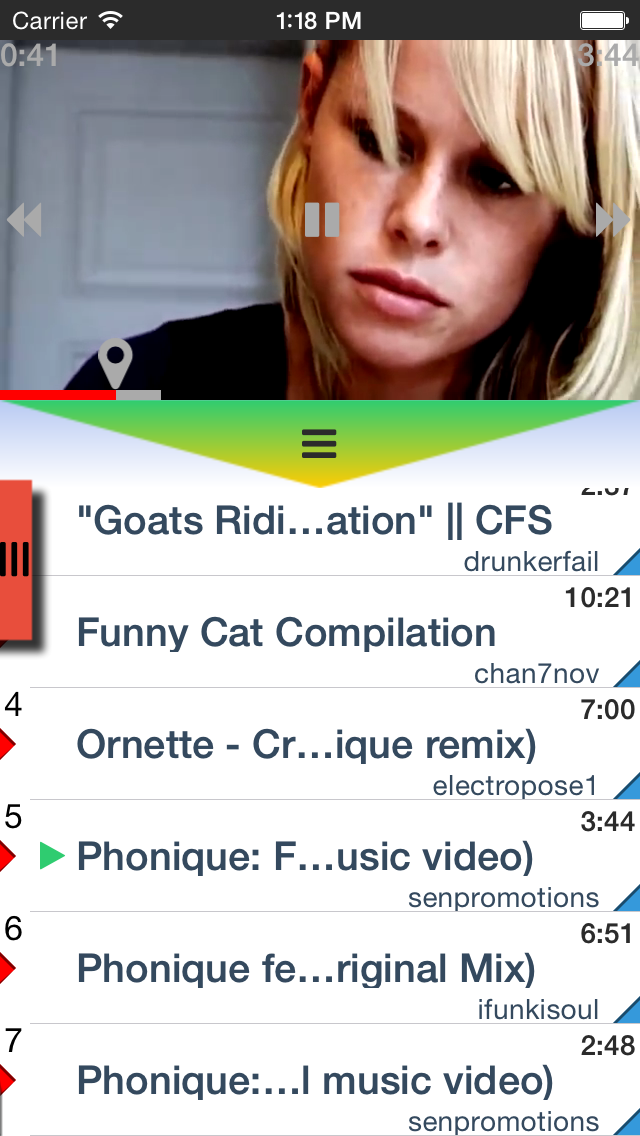 Carrier 1:18 PM
0:41 3:44
"Goats Ridi...ation" || CFS
drunkerfail
10:21
Funny Cat Compilation
chan7nov
4 7:00
Ornette - Cr...ique remix)
electropose1
5 3:44
Phonique: F...usic video)
senpromotions
6 6:51
Phonique fe...riginal Mix)
ifunkisoul
7 2:48
Phonique:...l music video)
senpromotions